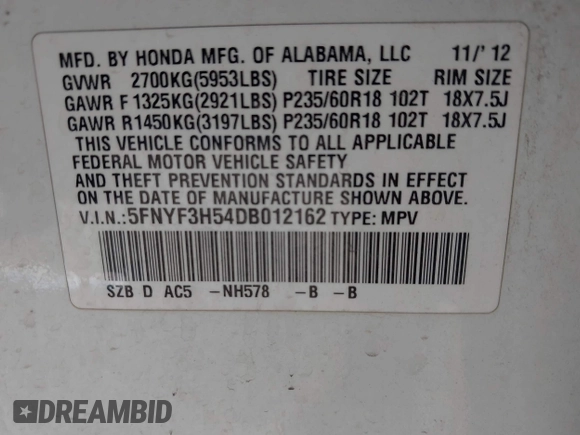 MFD. BY HONDA MFG. OF ALABAMA, LLC 11/'12
GVWR 2700KG(5953LBS) TIRE SIZE RIM SIZE
GAWR F 1325KG(2921LBS) P235/60R18 102T 18X7.5J
GAWR R1450KG(3197LBS) P235/60R18 102T 18X7.5J
THIS VEHICLE CONFORMS TO ALL APPLICABLE
FEDERAL MOTOR VEHICLE SAFETY
AND THEFT PREVENTION STANDARDS IN EFFECT
ON THE DATE OF MANUFACTURE SHOWN ABOVE.
V.I.N.:5FNYF3H54DB012162 TYPE: MPV
SZB D AC5 -NH578 -B -B
DREAMBID